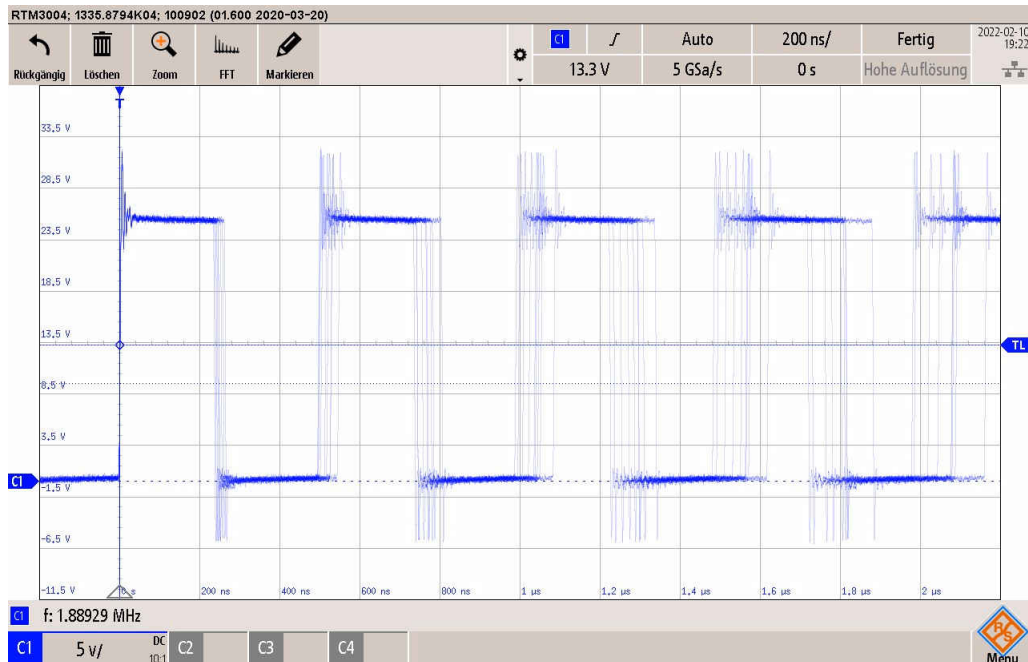 RTM3004; 1335.8794K04; 100902 (01.600 2020-03-20)
Rückgängig Löschen Zoom FFT Markieren
C1 Auto 200 ns/ Fertig 2022-02-10
13.3 V 5 GSa/s 0 s Hohe Auflösung 19:22
T
33,5 V
28,5 V
23,5 V
18,5 V
13,5 V
TL
8,5 V
3,5 V
C1
-1,5 V
-6,5 V
-11,5 V 0 s 200 ns 400 ns 600 ns 800 ns 1 µs 1,2 µs 1,4 µs 1,6 µs 1,8 µs 2 µs
C1 f: 1.88929 MHz
C1 5 V/ DC 10:1 C2 C3 C4
R S
Menu